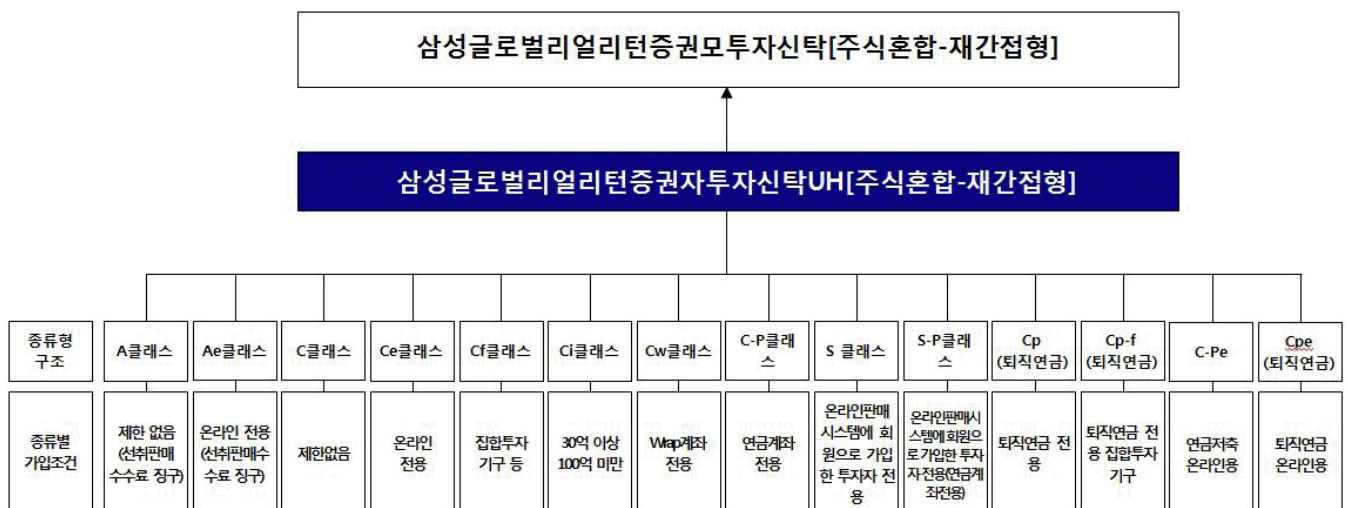 삼성글로벌리얼리턴증권모투자신탁[주식혼합-재간접형]
삼성글로벌리얼리턴증권자투자신탁UH[주식혼합-재간접형]
종류형
구조
A클래스
Ae클래스
C클래스
Ce클래스
Cf클래스
Ci클래스
Cw클래스
C-P클래
스
S 클래스
S-P클래
스
Cp
(퇴직연금)
Cp-f
(퇴직연금)
C-Pe
Cpe
(퇴직연금)
종류별
가입조건
제한 없음
(선취판매
수수료 징구)
온라인 전용
(선취판매수
수료 징구)
제한없음
온라인
전용
집합투자
기구 등
30억 이상
100억 미만
Wrap계좌
전용
연금계좌
전용
온라인판매
시스템에 회
원으로 가입
한 투자자 전
용
온라인판매시
스템에 회원으
로 가입한 투자
자 전용(연금계
좌전용)
퇴직연금 전
용
퇴직연금 전
용 집합투자
기구
연금저축
온라인용
퇴직연금
온라인용